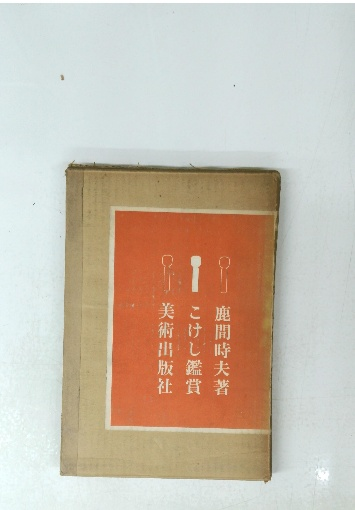 鹿間時夫著
こけし鑑賞
美術出版社